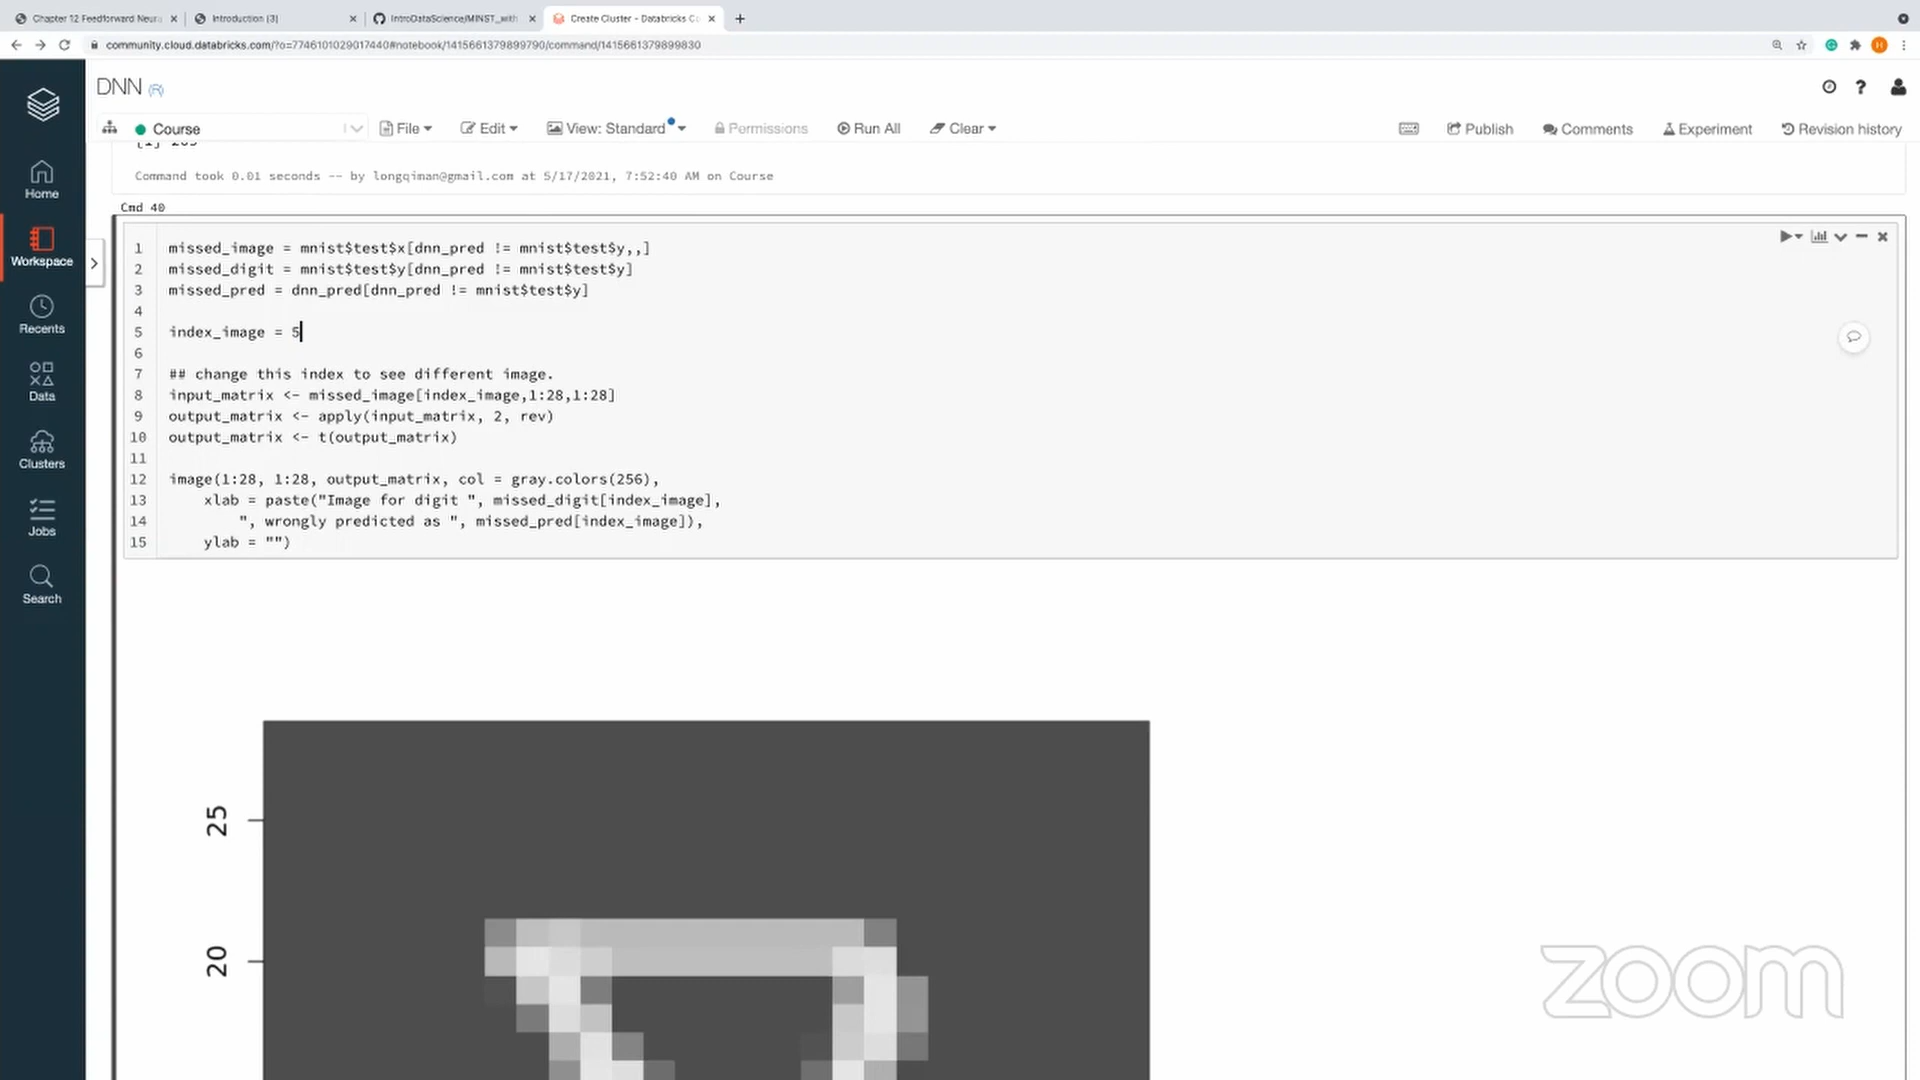 Chapter 12 Feedforward Neur
Introduction (3)
IntroDataScience/MINST_with
Create Cluster - Databricks Co
community.cloud.databricks.com/?o=7746101029017440#notebook/1415661379899790/command/1415661379899830
DNN
Course
File
Edit
View: Standard
Permissions
Run All
Clear
Publish
Comments
Experiment
Revision history
Command took 0.01 seconds -- by longqiman@gmail.com at 5/17/2021, 7:52:40 AM on Course
Cmd 40
1 missed_image = mnist$test$x[dnn_pred != mnist$test$y,,]
2 missed_digit = mnist$test$y[dnn_pred != mnist$test$y]
3 missed_pred = dnn_pred[dnn_pred != mnist$test$y]
4
5 index_image = 5
6
7 ## change this index to see different image.
8 input_matrix <- missed_image[index_image,1:28,1:28]
9 output_matrix <- apply(input_matrix, 2, rev)
10 output_matrix <- t(output_matrix)
11
12 image(1:28, 1:28, output_matrix, col = gray.colors(256),
13 xlab = paste("Image for digit ", missed_digit[index_image],
14 ", wrongly predicted as ", missed_pred[index_image]),
15 ylab = "")
Home
Workspace
Recents
Data
Clusters
Jobs
Search
25
20
zoom